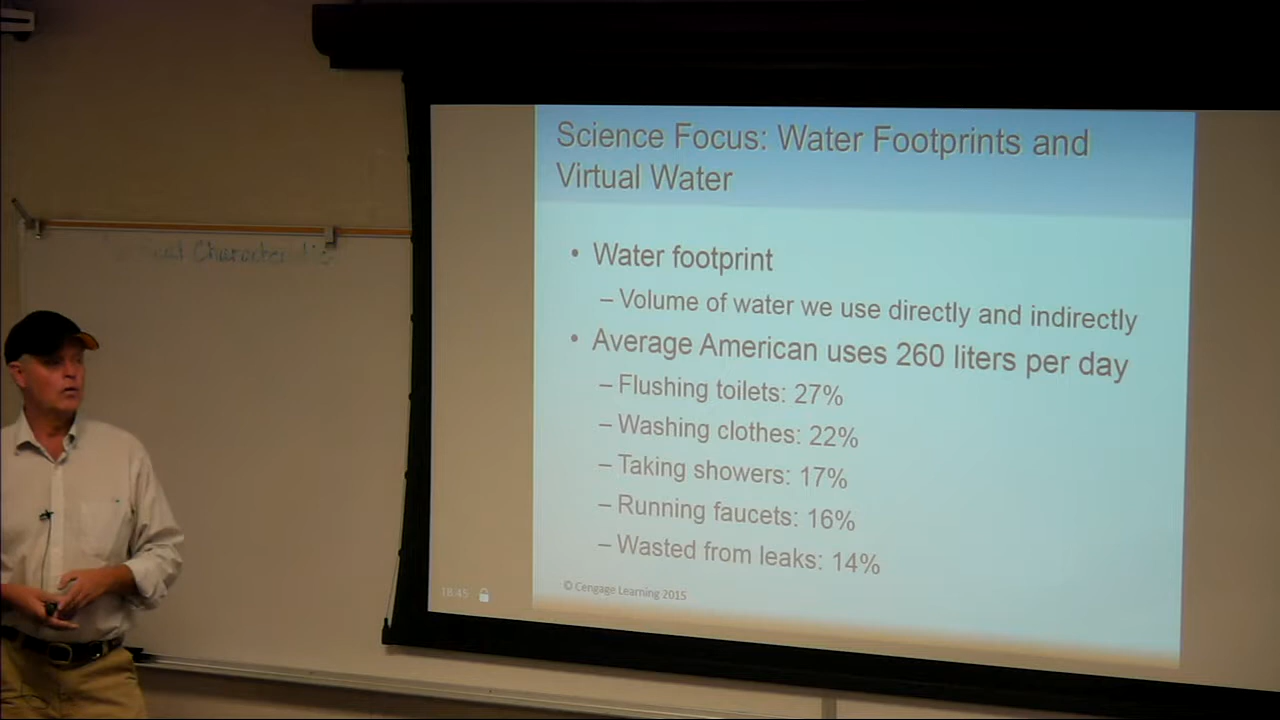 Science Focus: Water Footprints and
Virtual Water
• Water footprint
– Volume of water we use directly and indirectly
• Average American uses 260 liters per day
– Flushing toilets: 27%
– Washing clothes: 22%
– Taking showers: 17%
– Running faucets: 16%
– Wasted from leaks: 14%
© Cengage Learning 2015
18:45